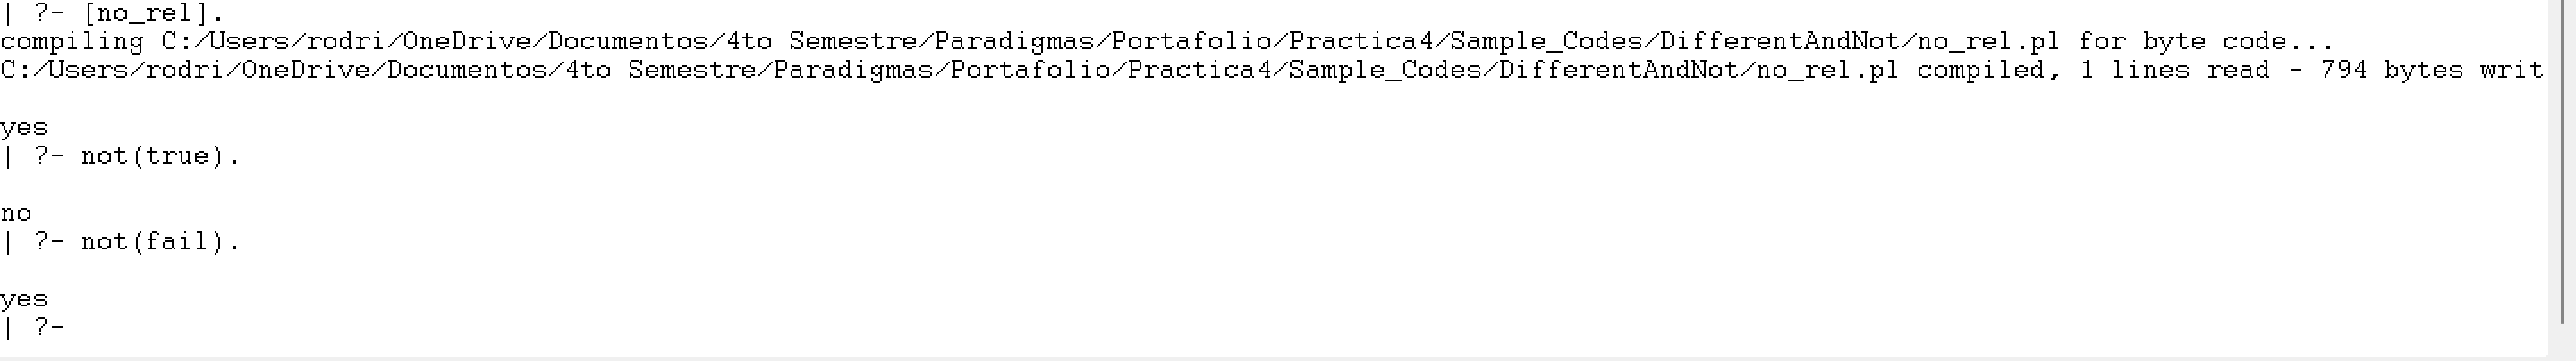 | ?- [no_rel].
compiling C:/Users/rodri/OneDrive/Documentos/4to Semestre/Paradigmas/Portafolio/Practica4/Sample_Codes/DifferentAndNot/no_rel.pl for byte code...
C:/Users/rodri/OneDrive/Documentos/4to Semestre/Paradigmas/Portafolio/Practica4/Sample_Codes/DifferentAndNot/no_rel.pl compiled, 1 lines read - 794 bytes writ
yes
| ?- not(true).
no
| ?- not(fail).
yes
| ?-